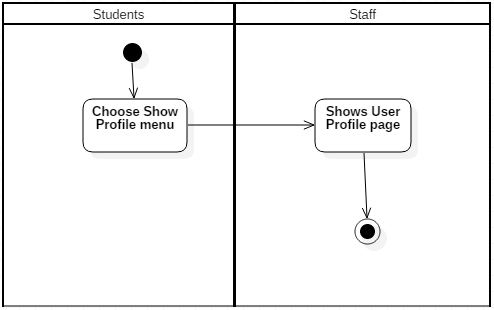 Students
Staff
Choose Show
Profile menu
Shows User
Profile page